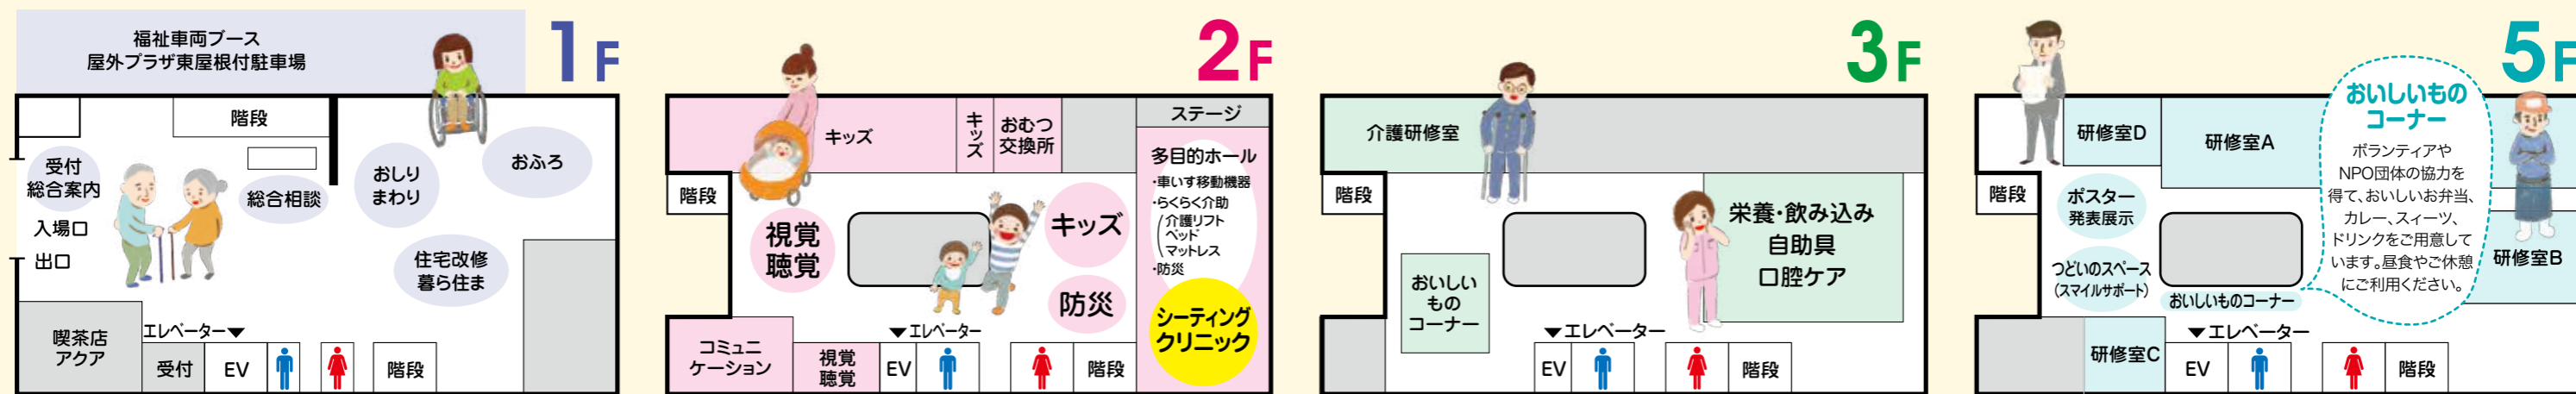 1F
福祉車両ブース
屋外プラザ東屋根付駐車場
階段
受付
総合案内
総合相談
おしり
まわり
おふろ
入場口
出口
住宅改修
暮ら住ま
喫茶店
アクア
エレベーター▼
受付
EV
階段
2F
キッズ
キッズ
おむつ
交換所
ステージ
多目的ホール
・車いす移動機器
・らくらく介助
(介護リフト
ベッド
マットレス
・防災
階段
視覚
聴覚
キッズ
防災
シーティング
クリニック
▼エレベーター
コミュニ
ケーション
視覚
聴覚
EV
階段
3F
介護研修室
階段
栄養・飲み込み
自助具
口腔ケア
おいしい
もの
コーナー
▼エレベーター
EV
階段
5F
研修室D
研修室A
おいしいもの
コーナー
ボランティアや
NPO団体の協力を
得て、おいしいお弁当、
カレー、スィーツ、
ドリンクをご用意して
います。昼食やご休憩
にご利用ください。
階段
ポスター
発表展示
つどいのスペース
(スマイルサポート)
おいしいものコーナー
研修室B
▼エレベーター
研修室C
EV
階段